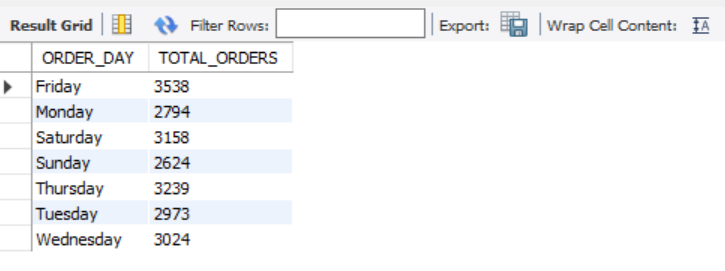 Result Grid Filter Rows: Export: Wrap Cell Content: IA
ORDER_DAY TOTAL_ORDERS
Friday 3538
Monday 2794
Saturday 3158
Sunday 2624
Thursday 3239
Tuesday 2973
Wednesday 3024